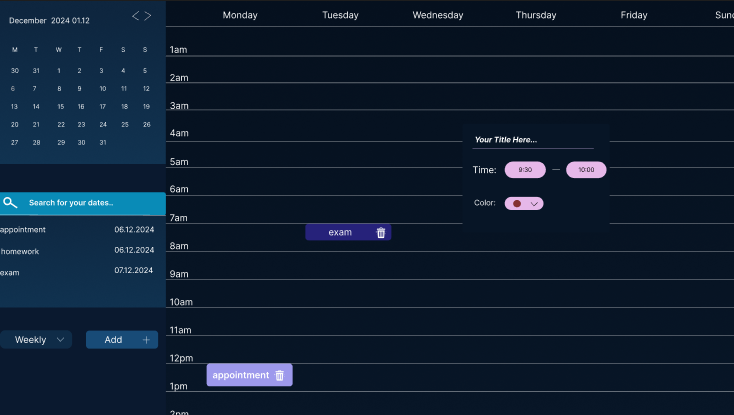 December 2024 01.12
M T W T F S S
30 31 1 2 3 4 5
6 7 8 9 10 11 12
13 14 15 16 17 18 19
20 21 22 23 24 25 26
27 28 29 30 31
Search for your dates..
appointment 06.12.2024
homework 06.12.2024
exam 07.12.2024
Weekly
Add
Monday Tuesday Wednesday Thursday Friday Sun
1am
2am
3am
4am
5am
6am
7am
exam
8am
9am
10am
11am
12pm
appointment
1pm
2pm
Your Title Here...
Time: 9:30 — 10:00
Color: